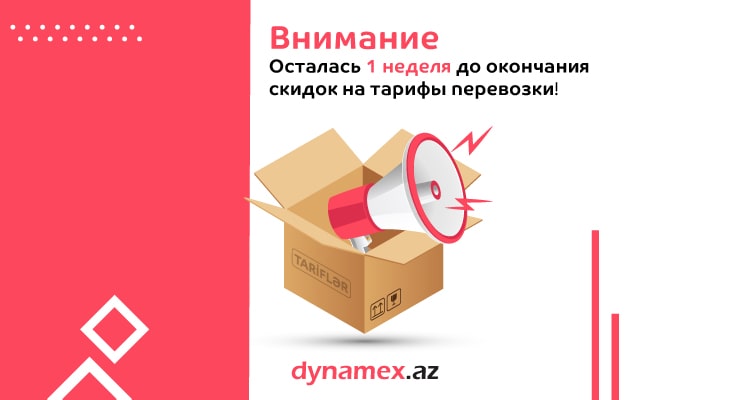 Внимание
Осталась 1 неделя до окончания
скидок на тарифы перевозки!
TARİFLƏR
dynamex.az